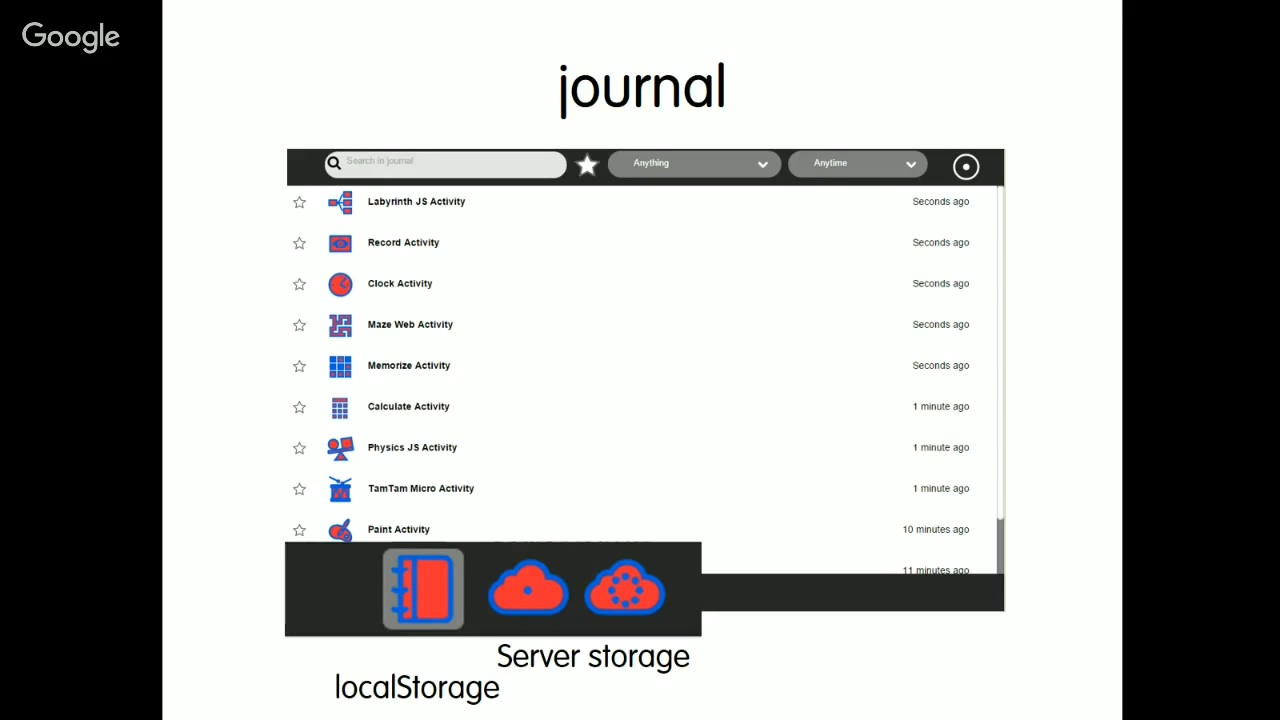 Google
journal
Search in journal
Anything
Anytime
Labyrinth JS Activity Seconds ago
Record Activity Seconds ago
Clock Activity Seconds ago
Maze Web Activity Seconds ago
Memorize Activity Seconds ago
Calculate Activity 1 minute ago
Physics JS Activity 1 minute ago
TamTam Micro Activity 1 minute ago
Paint Activity 10 minutes ago
11 minutes ago
Server storage
localStorage